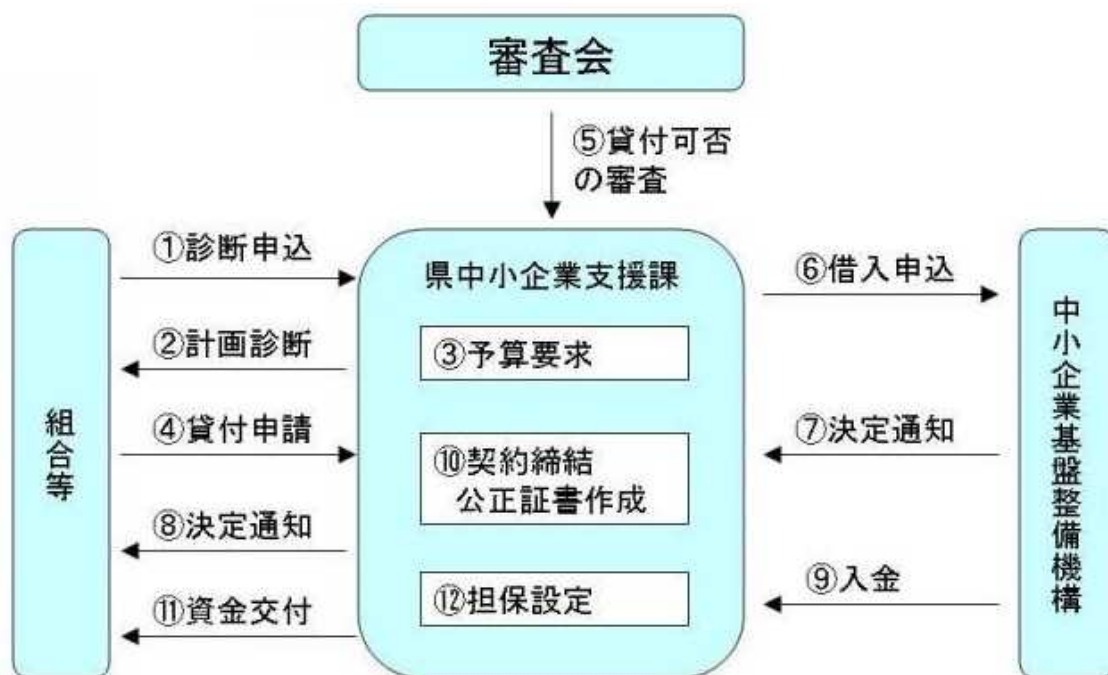 審査会
⑤貸付可否
の審査
①診断申込
県中小企業支援課
⑥借入申込
②計画診断
③予算要求
組合等
④貸付申請
⑩契約締結
公正証書作成
⑦決定通知
中小企業基盤整備機構
⑧決定通知
⑫担保設定
⑨入金
⑪資金交付